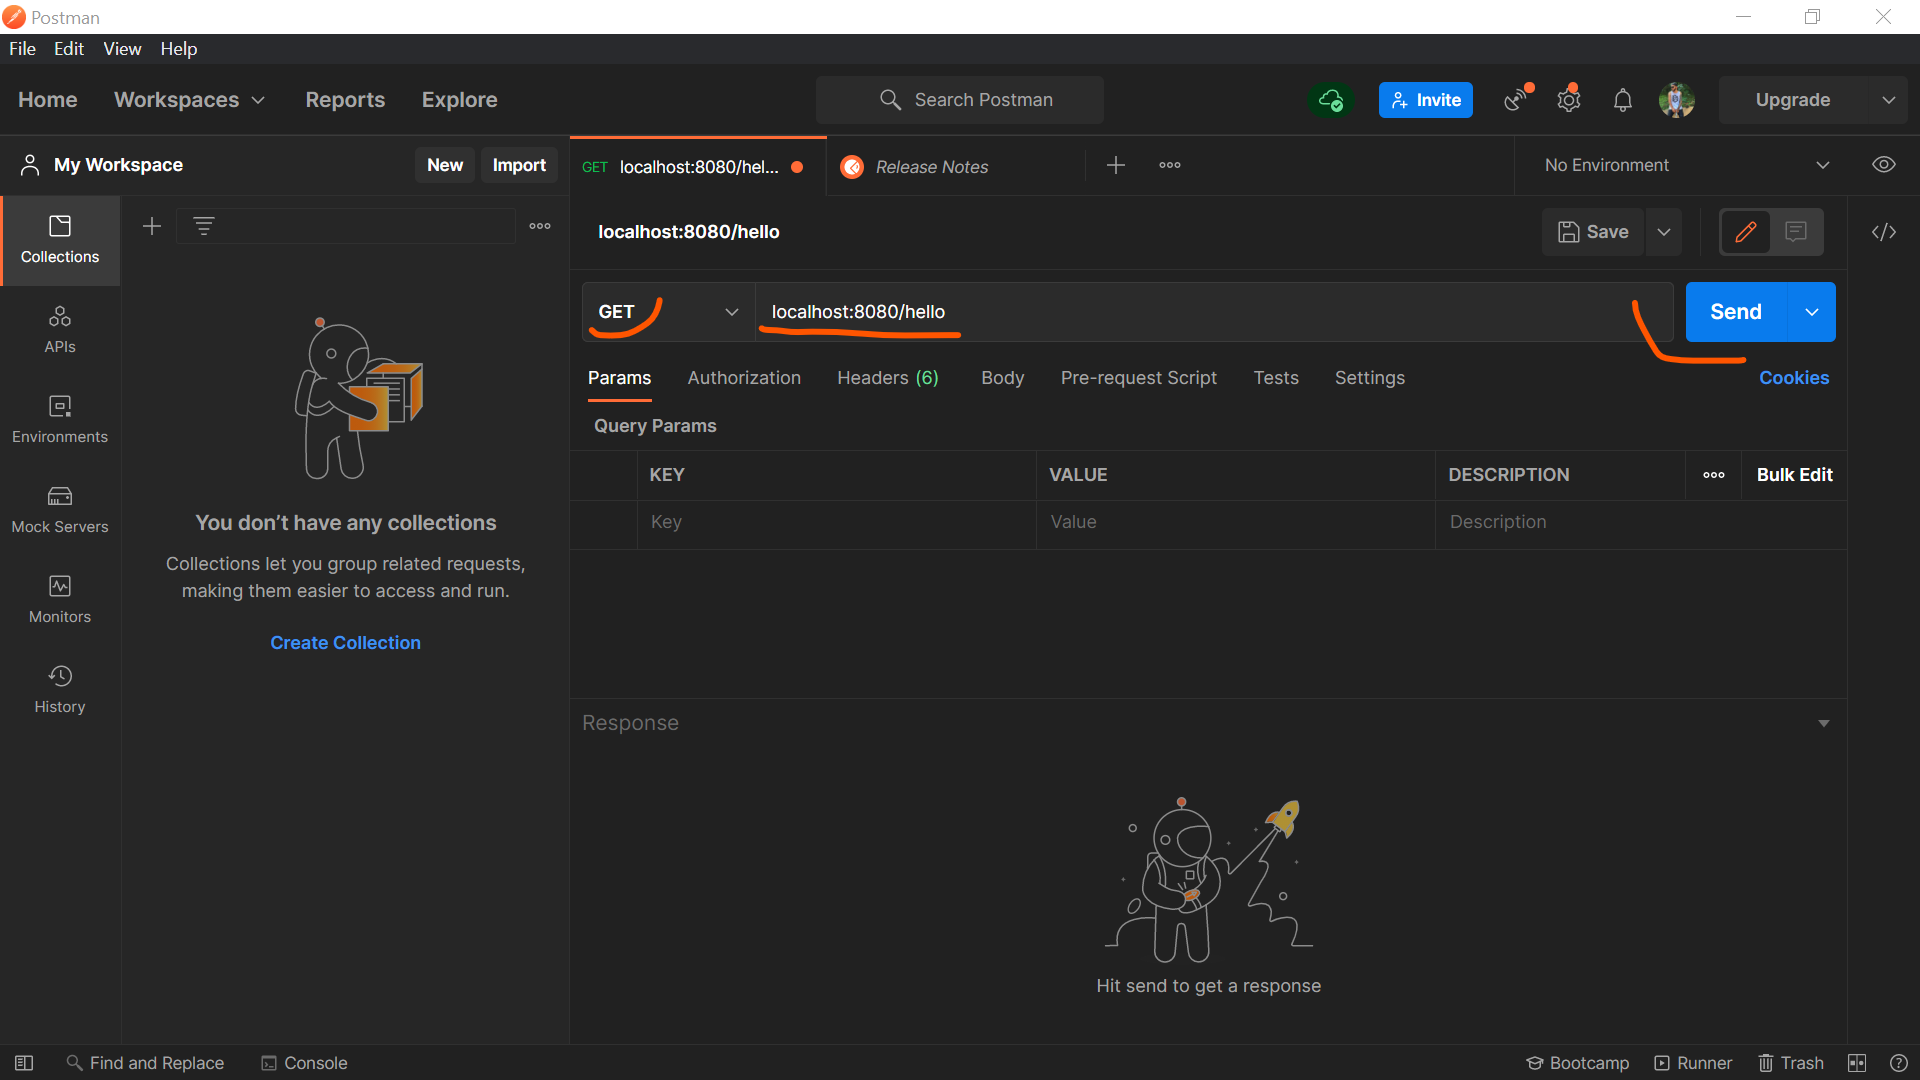 Postman
File Edit View Help
Home Workspaces Reports Explore Search Postman Invite Upgrade
My Workspace New Import GET localhost:8080/hel... Release Notes No Environment
localhost:8080/hello Save
Collections
GET localhost:8080/hello Send
APIs
Params Authorization Headers (6) Body Pre-request Script Tests Settings Cookies
Environments
Query Params
KEY VALUE DESCRIPTION Bulk Edit
Key Value Description
Mock Servers
You don’t have any collections
Collections let you group related requests,
making them easier to access and run.
Monitors
Create Collection
History
Response
Hit send to get a response
Find and Replace Console Bootcamp Runner Trash